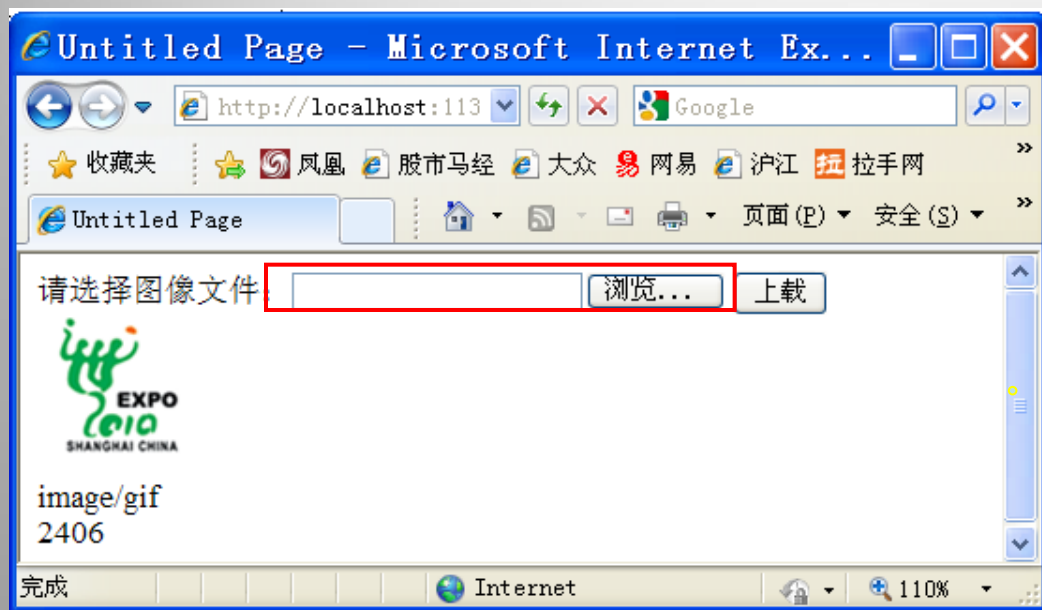 Untitled Page - Microsoft Internet Ex...
http://localhost:113 Google
收藏夹 凤凰 股市马经 大众 易 网易 沪江 拉手网 »
Untitled Page 页面(P) 安全(S) »
请选择图像文件: 浏览... 上载
EXPO
2010
SHANGHAI CHINA
image/gif
2406
完成 Internet 110%